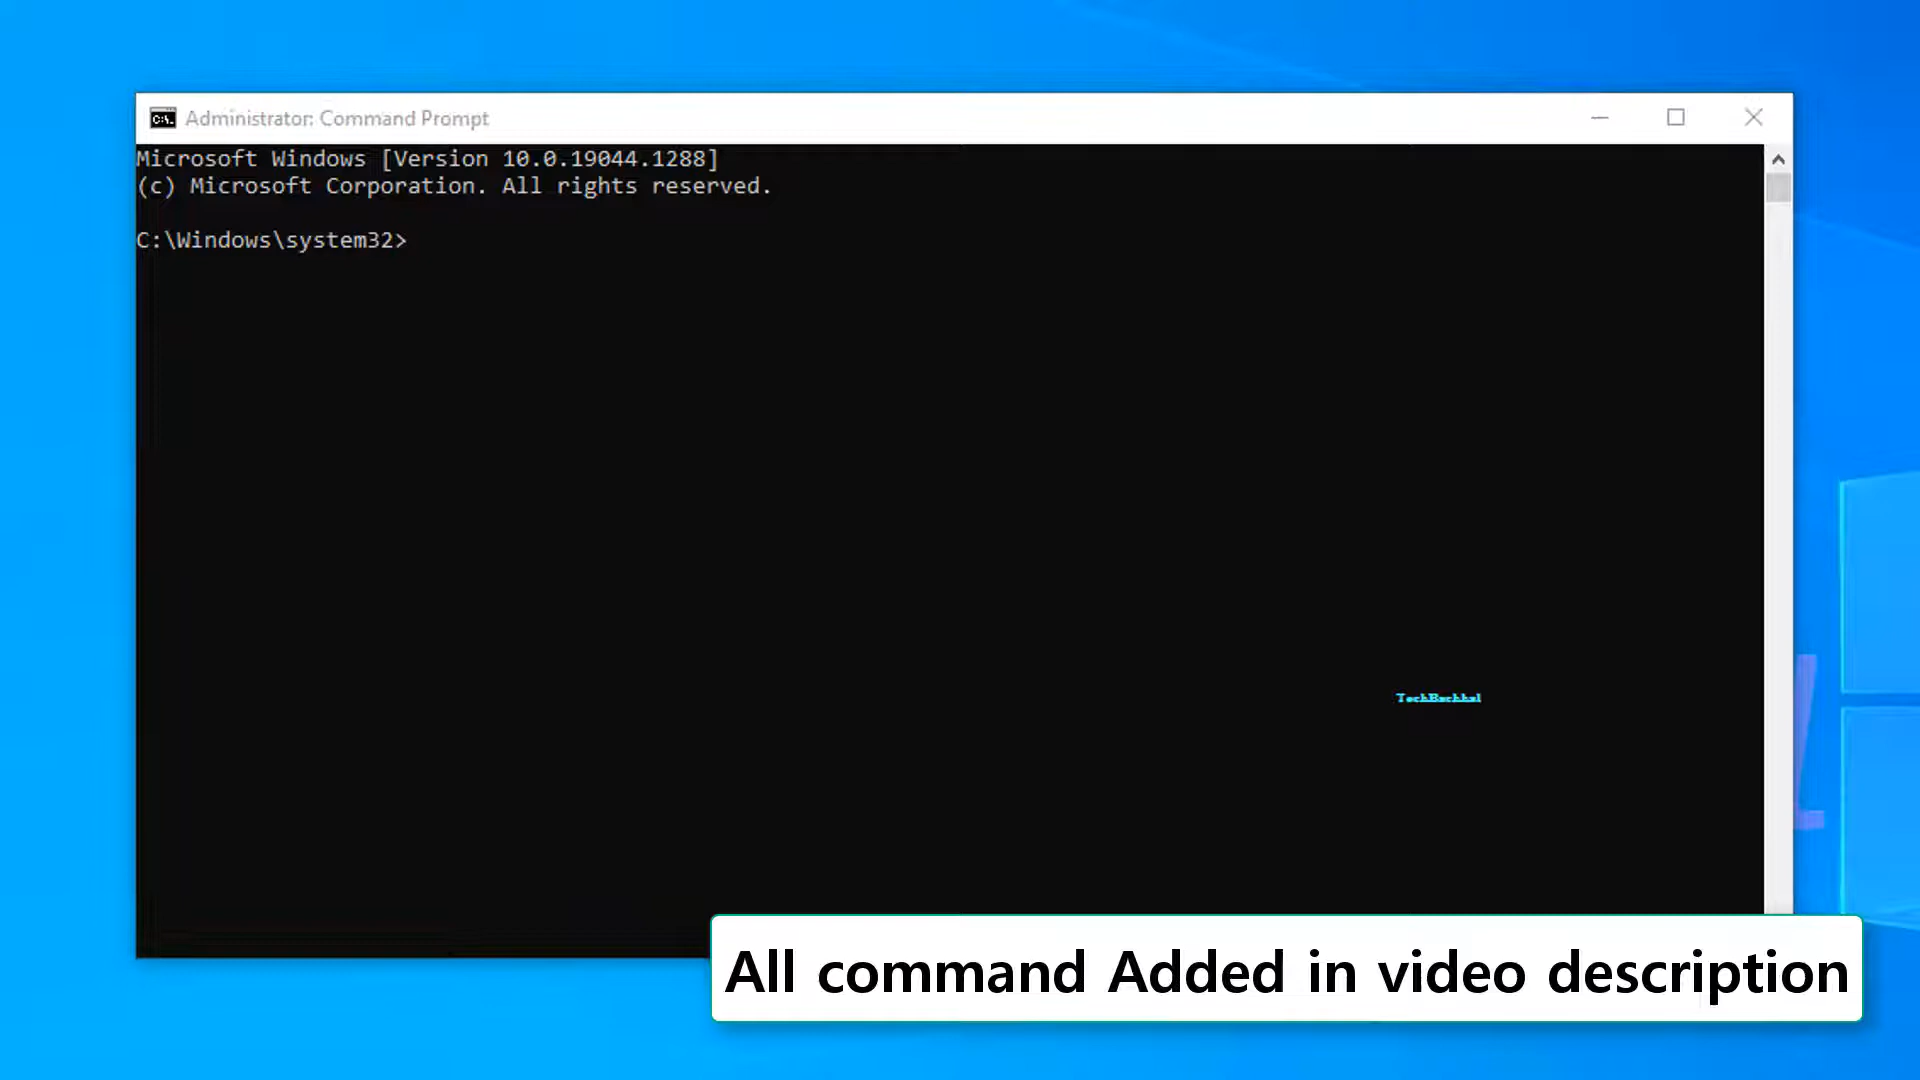 Administrator: Command Prompt
Microsoft Windows [Version 10.0.19044.1288]
(c) Microsoft Corporation. All rights reserved.
C:\Windows\system32>
TechBachhal
All command Added in video description